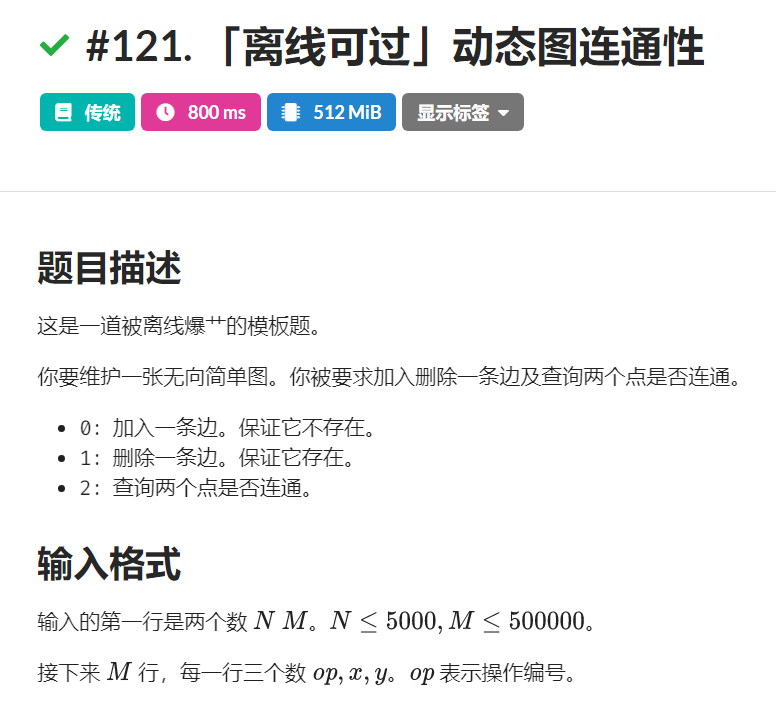 #121. 「离线可过」动态图连通性
传统 800 ms 512 MiB 显示标签
题目描述
这是一道被离线爆艹的模板题。
你要维护一张无向简单图。你被要求加入删除一条边及查询两个点是否连通。
0: 加入一条边。保证它不存在。
1: 删除一条边。保证它存在。
2: 查询两个点是否连通。
输入格式
输入的第一行是两个数 N M。N ≤ 5000, M ≤ 500000。
接下来 M 行，每一行三个数 op, x, y。op 表示操作编号。